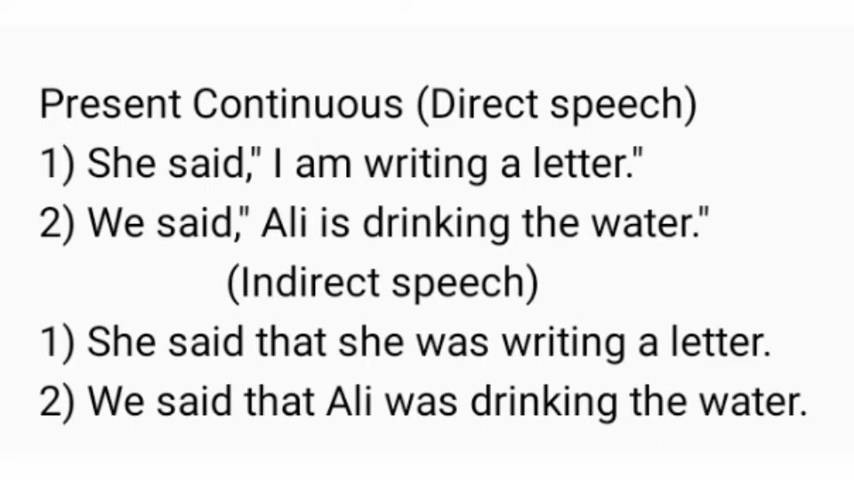 Present Continuous (Direct speech)
1) She said," I am writing a letter."
2) We said," Ali is drinking the water."
(Indirect speech)
1) She said that she was writing a letter.
2) We said that Ali was drinking the water.